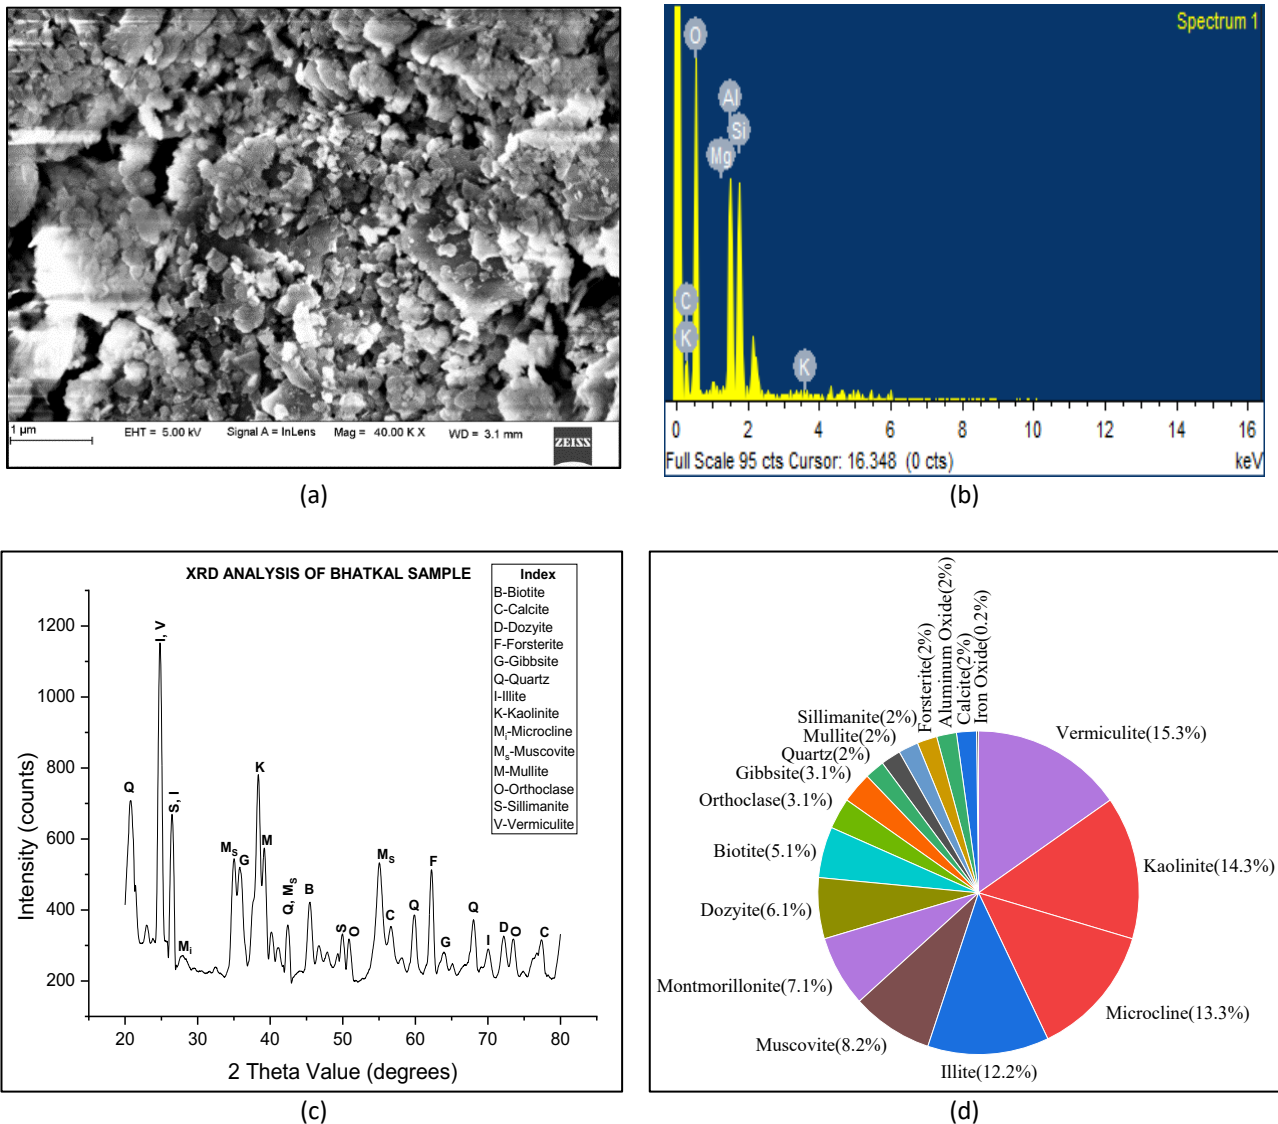 1 µm
EHT = 5.00 kV Signal A = InLens Mag = 40.00 K X WD = 3.1 mm
ZEISS
(a)
Spectrum 1
O
Al
Si
Mg
C
K
K
0 2 4 6 8 10 12 14 16
Full Scale 95 cts Cursor: 16.348 (0 cts) keV
(b)
XRD ANALYSIS OF BHATKAL SAMPLE
Index
B-Biotite
C-Calcite
D-Dozyite
F-Forsterite
G-Gibbsite
Q-Quartz
I-Illite
K-Kaolinite
Mi-Microcline
Ms-Muscovite
M-Mullite
O-Orthoclase
S-Sillimanite
V-Vermiculite
Intensity (counts)
1200
1000
800
600
400
200
Q
I, V
S, I
Mi
MS
G
K
M
Q, MS
B
S
O
MS
C
Q
F
G
Q
I
D
O
C
20 30 40 50 60 70 80
2 Theta Value (degrees)
(c)
Iron Oxide(0.2%)
Calcite(2%)
Aluminum Oxide(2%)
Forsterite(2%)
Sillimanite(2%)
Mullite(2%)
Quartz(2%)
Gibbsite(3.1%)
Orthoclase(3.1%)
Biotite(5.1%)
Dozyite(6.1%)
Montmorillonite(7.1%)
Muscovite(8.2%)
Illite(12.2%)
Microcline(13.3%)
Kaolinite(14.3%)
Vermiculite(15.3%)
(d)